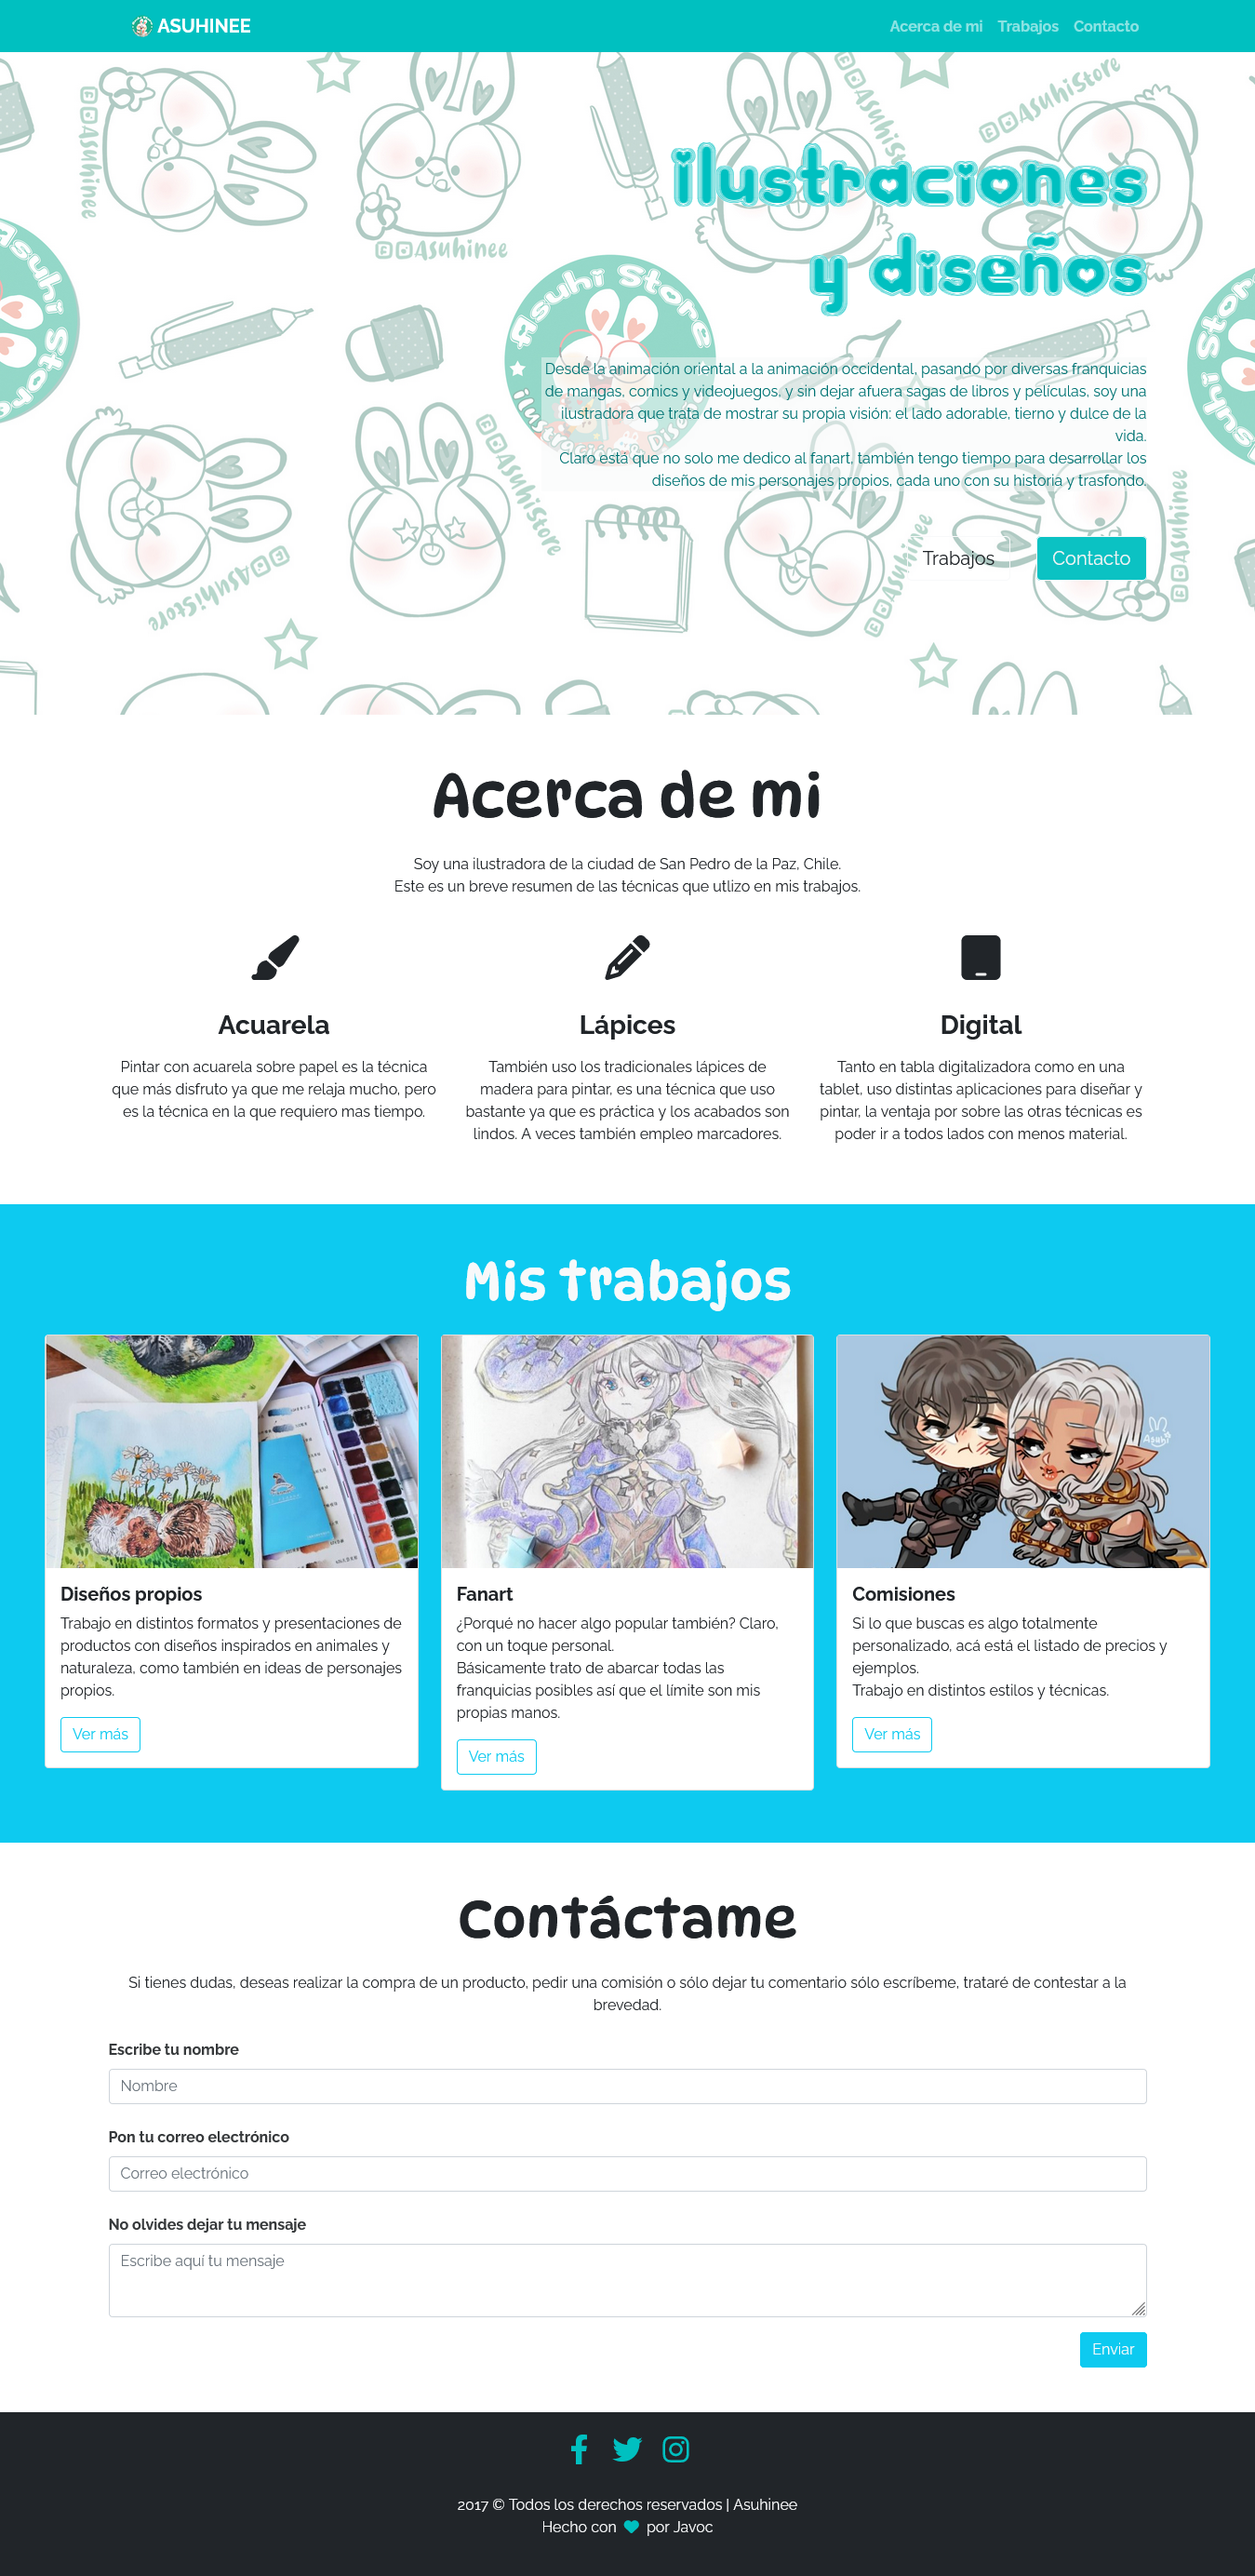 ASUHINEE
Acerca de mi Trabajos Contacto
Asuhinee
AsuhiStore
AsuhiStore
Asuhinee
ilustraciones
y diseños
Asuhi Store
Desde la animación oriental a la animación occidental, pasando por diversas franquicias
de mangas, comics y videojuegos, y sin dejar afuera sagas de libros y películas, soy una
ilustradora que trata de mostrar su propia visión: el lado adorable, tierno y dulce de la
vida.
Claro está que no solo me dedico al fanart, también tengo tiempo para desarrollar los
diseños de mis personajes propios, cada uno con su historia y trasfondo.
AsuhiStore
Asuhinee
AsuhiStore
Trabajos
Contacto
Acerca de mi
Soy una ilustradora de la ciudad de San Pedro de la Paz, Chile.
Este es un breve resumen de las técnicas que utlizo en mis trabajos.
Acuarela
Pintar con acuarela sobre papel es la técnica
que más disfruto ya que me relaja mucho, pero
es la técnica en la que requiero mas tiempo.
Lápices
También uso los tradicionales lápices de
madera para pintar, es una técnica que uso
bastante ya que es práctica y los acabados son
lindos. A veces también empleo marcadores.
Digital
Tanto en tabla digitalizadora como en una
tablet, uso distintas aplicaciones para diseñar y
pintar, la ventaja por sobre las otras técnicas es
poder ir a todos lados con menos material.
Mis trabajos
Asuhi
Diseños propios
Trabajo en distintos formatos y presentaciones de
productos con diseños inspirados en animales y
naturaleza, como también en ideas de personajes
propios.
Ver más
Fanart
¿Porqué no hacer algo popular también? Claro,
con un toque personal.
Básicamente trato de abarcar todas las
franquicias posibles así que el límite son mis
propias manos.
Ver más
Comisiones
Si lo que buscas es algo totalmente
personalizado, acá está el listado de precios y
ejemplos.
Trabajo en distintos estilos y técnicas.
Ver más
Contáctame
Si tienes dudas, deseas realizar la compra de un producto, pedir una comisión o sólo dejar tu comentario sólo escríbeme, trataré de contestar a la
brevedad.
Escribe tu nombre
Nombre
Pon tu correo electrónico
Correo electrónico
No olvides dejar tu mensaje
Escribe aquí tu mensaje
Enviar
2017 © Todos los derechos reservados | Asuhinee
Hecho con por Javoc